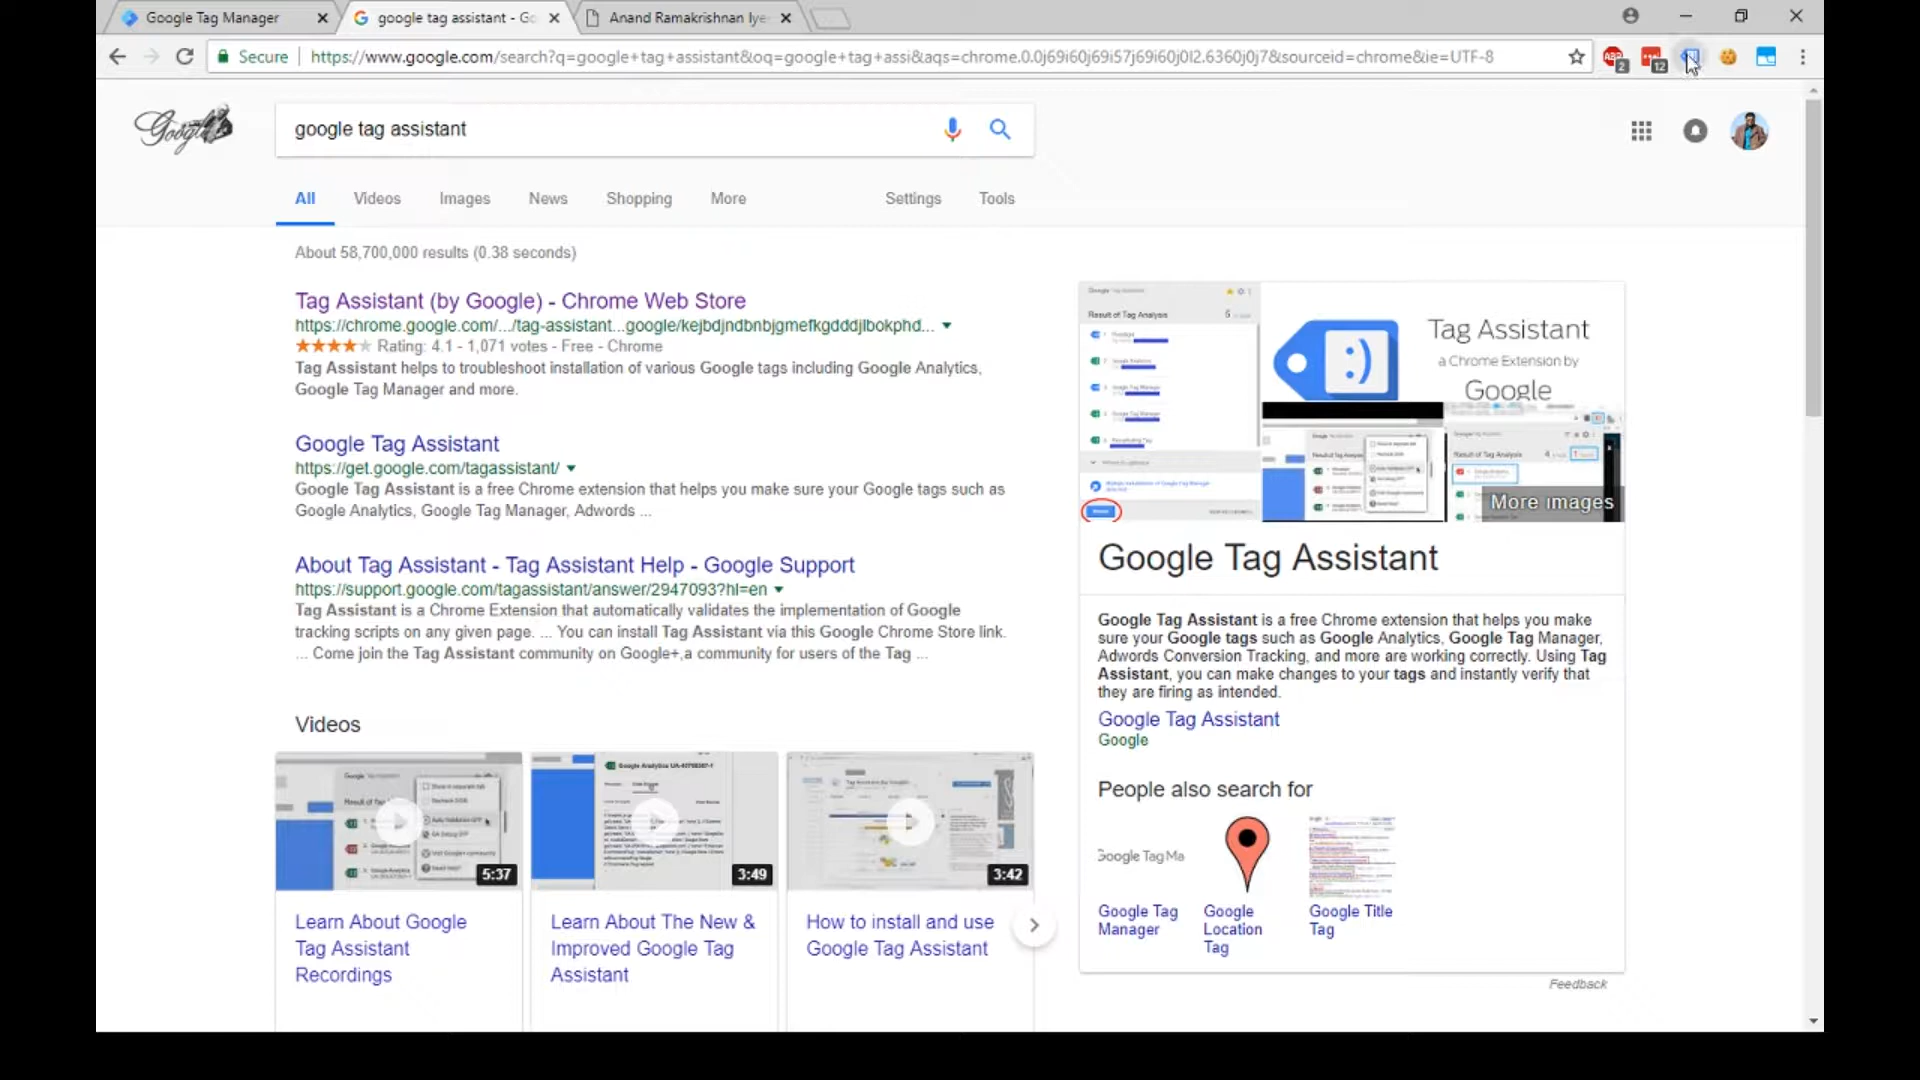 Google Tag Manager
google tag assistant - Go
Anand Ramakrishnan Iye
Secure
https://www.google.com/search?q=google+tag+assistant&oq=google+tag+assi&aqs=chrome.0.0j69i60j69i57j69i60j0l2.6360j0j7&sourceid=chrome&ie=UTF-8
ABP
2
12
Google
google tag assistant
All
Videos
Images
News
Shopping
More
Settings
Tools
About 58,700,000 results (0.38 seconds)
Tag Assistant (by Google) - Chrome Web Store
https://chrome.google.com/.../tag-assistant...google/kejbdjndbnbjgmefkgdddjlbokphd...
Rating: 4.1 - 1,071 votes - Free - Chrome
Tag Assistant helps to troubleshoot installation of various Google tags including Google Analytics,
Google Tag Manager and more.
Google Tag Assistant
https://get.google.com/tagassistant/
Google Tag Assistant is a free Chrome extension that helps you make sure your Google tags such as
Google Analytics, Google Tag Manager, Adwords ...
About Tag Assistant - Tag Assistant Help - Google Support
https://support.google.com/tagassistant/answer/2947093?hl=en
Tag Assistant is a Chrome Extension that automatically validates the implementation of Google
tracking scripts on any given page. ... You can install Tag Assistant via this Google Chrome Store link.
... Come join the Tag Assistant community on Google+,a community for users of the Tag ...
Videos
5:37
3:49
3:42
Learn About Google
Tag Assistant
Recordings
Learn About The New &
Improved Google Tag
Assistant
How to install and use
Google Tag Assistant
Result of Tag Analysis
Tag Assistant
a Chrome Extension by
Google
More images
Google Tag Assistant
Google Tag Assistant is a free Chrome extension that helps you make
sure your Google tags such as Google Analytics, Google Tag Manager,
Adwords Conversion Tracking, and more are working correctly. Using Tag
Assistant, you can make changes to your tags and instantly verify that
they are firing as intended.
Google Tag Assistant
Google
People also search for
Google Tag Ma
Google Tag
Manager
Google
Location
Tag
Google Title
Tag
Feedback